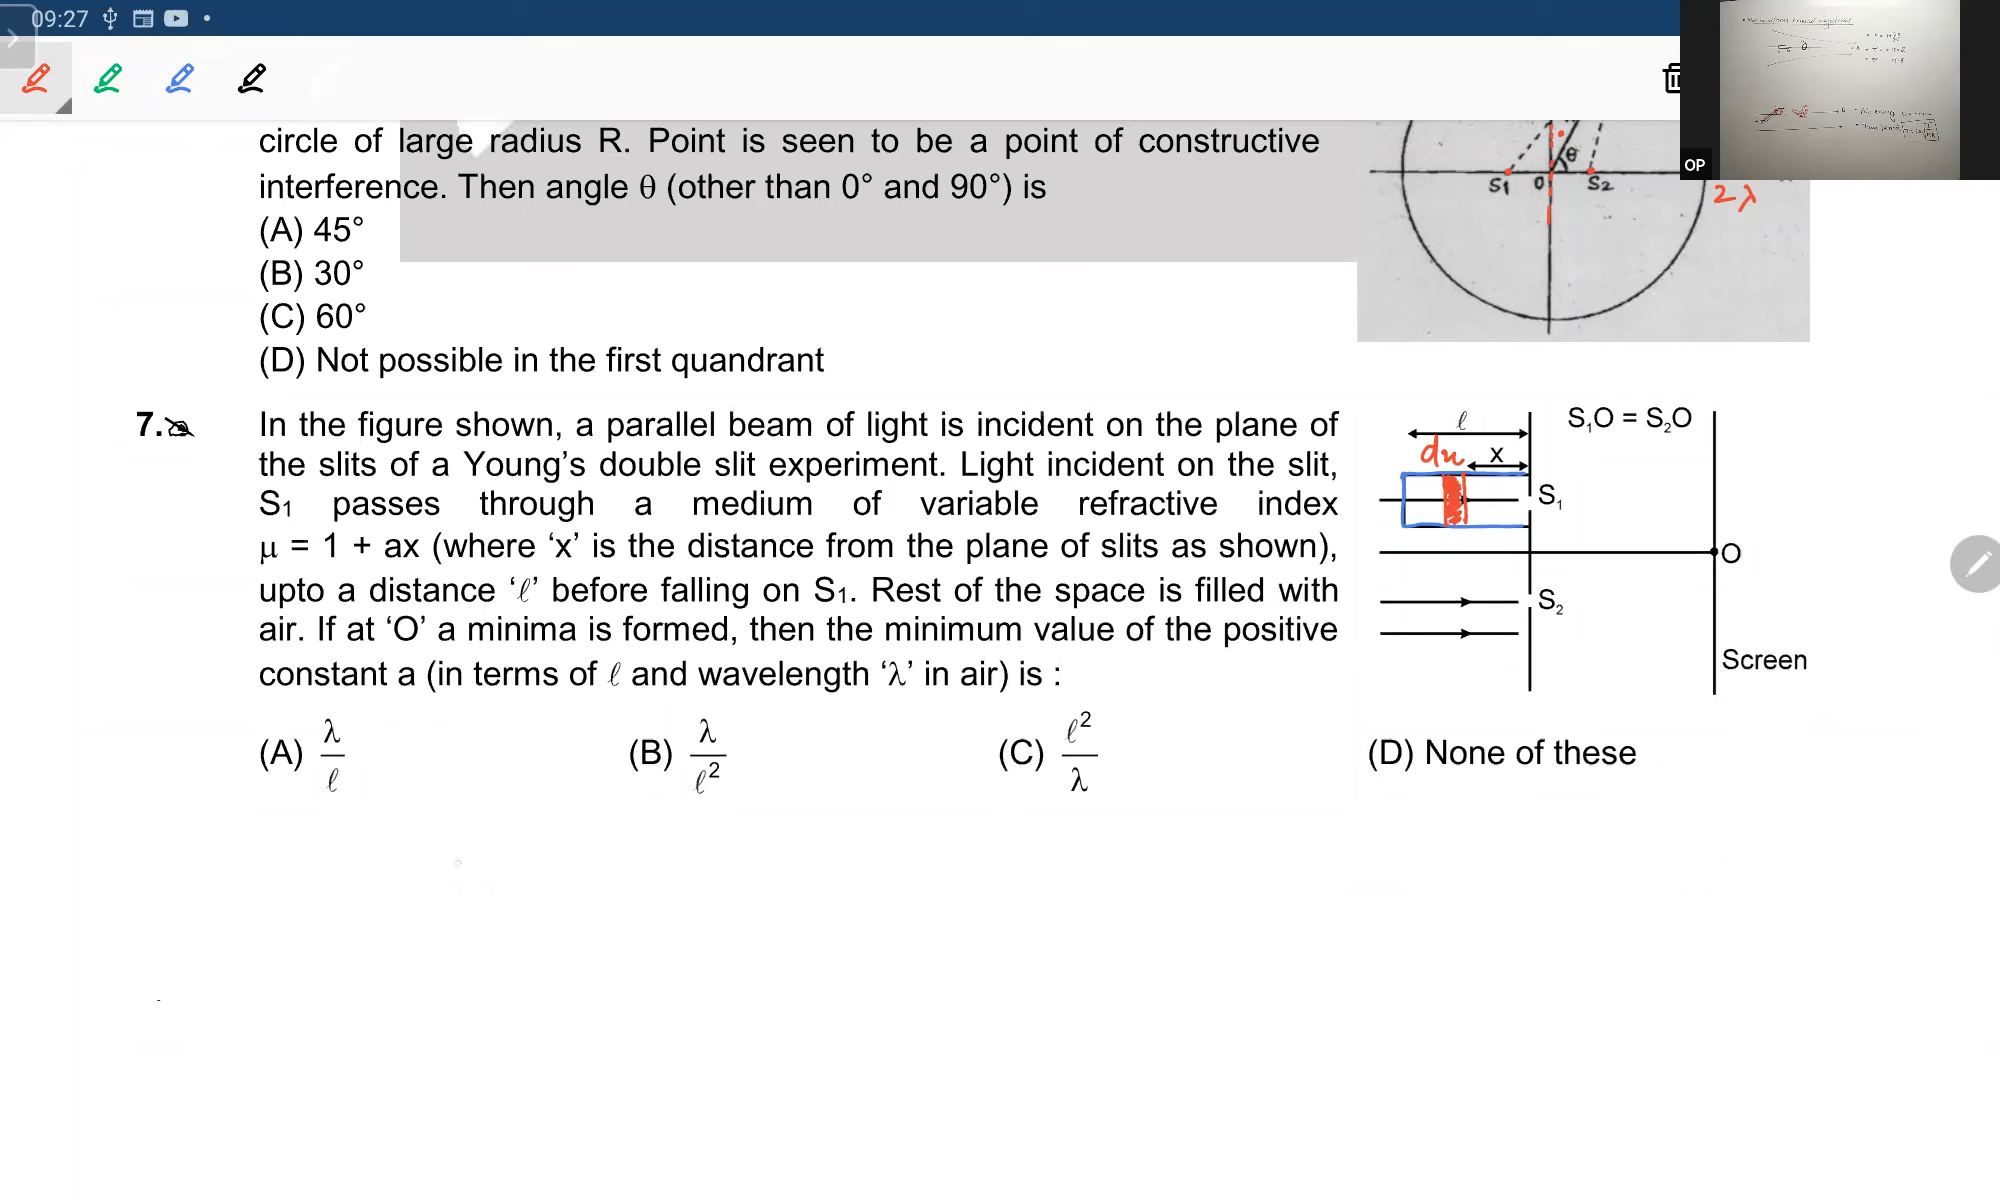 09:27
OP
circle of large radius R. Point is seen to be a point of constructive
interference. Then angle θ (other than 0° and 90°) is
(A) 45°
(B) 30°
(C) 60°
(D) Not possible in the first quandrant
θ
S1 O S2
2λ
7. In the figure shown, a parallel beam of light is incident on the plane of
the slits of a Young's double slit experiment. Light incident on the slit,
S1 passes through a medium of variable refractive index
μ = 1 + ax (where 'x' is the distance from the plane of slits as shown),
upto a distance 'ℓ' before falling on S1. Rest of the space is filled with
air. If at 'O' a minima is formed, then the minimum value of the positive
constant a (in terms of ℓ and wavelength 'λ' in air) is :
ℓ
S₁O = S₂O
dx
x
S₁
O
S₂
Screen
(A) λ/ℓ (B) λ/ℓ² (C) ℓ²/λ (D) None of these